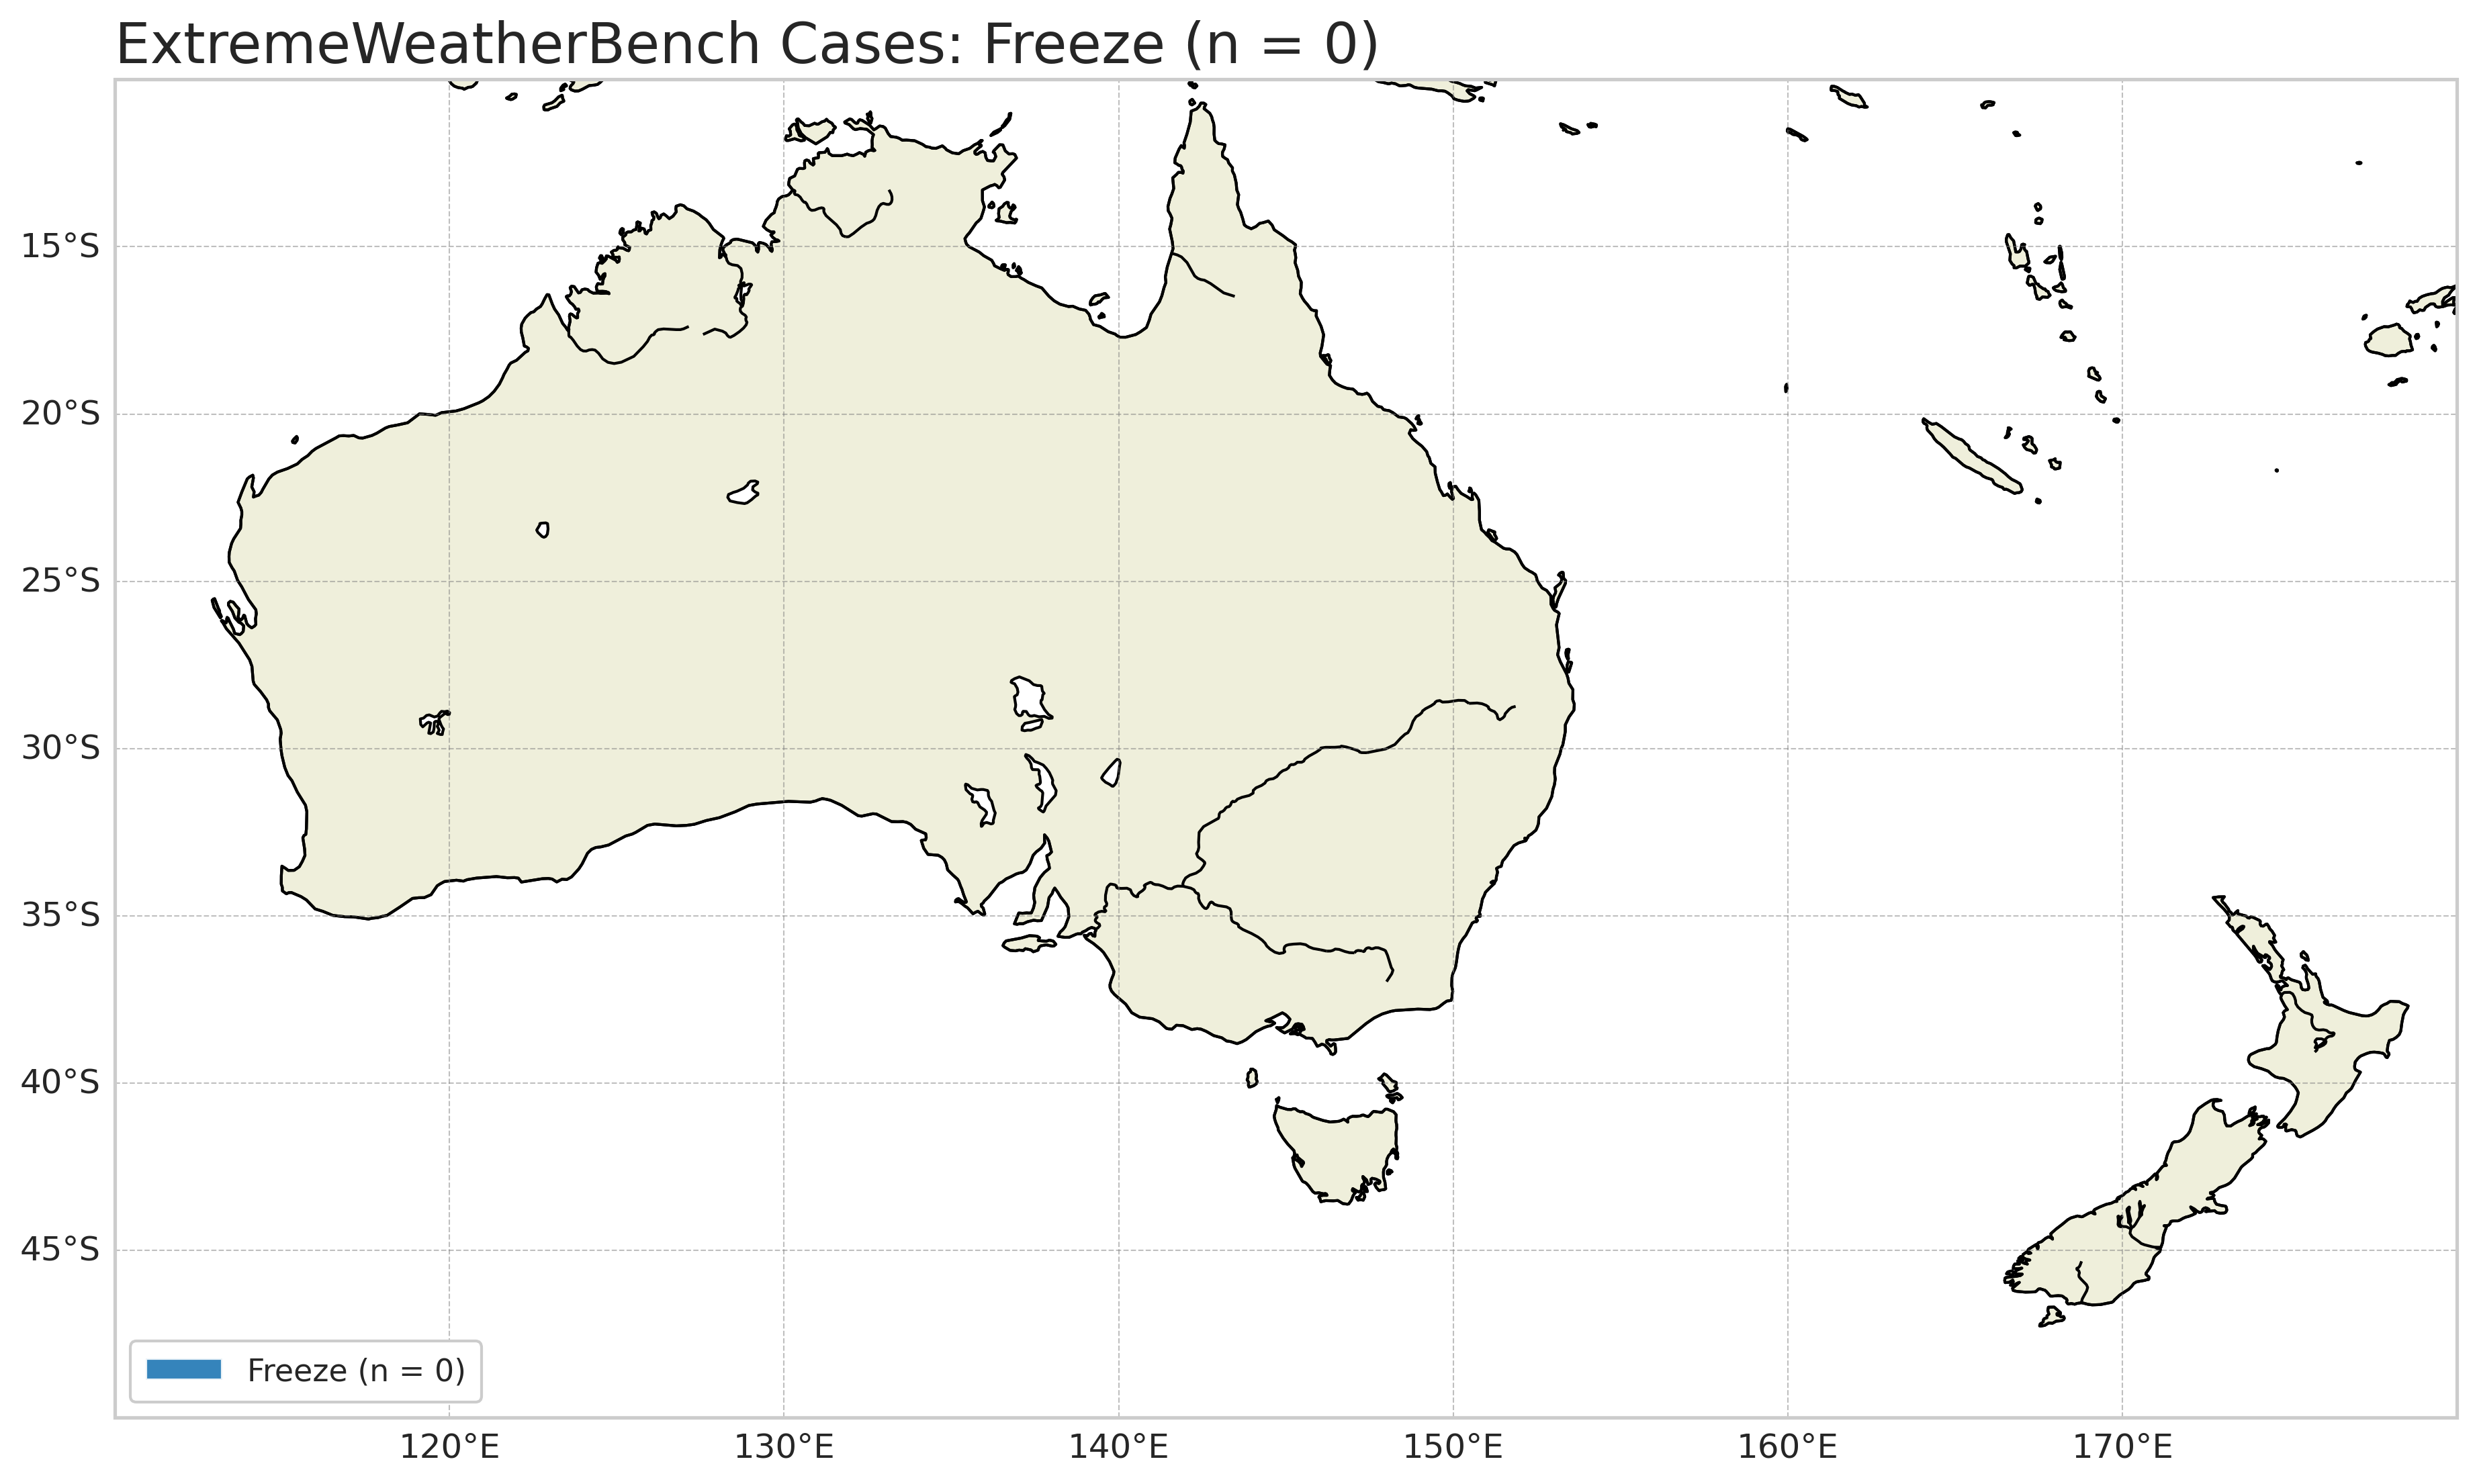 ExtremeWeatherBench Cases: Freeze (n = 0)
15°S
20°S
25°S
30°S
35°S
40°S
45°S
Freeze (n = 0)
120°E
130°E
140°E
150°E
160°E
170°E